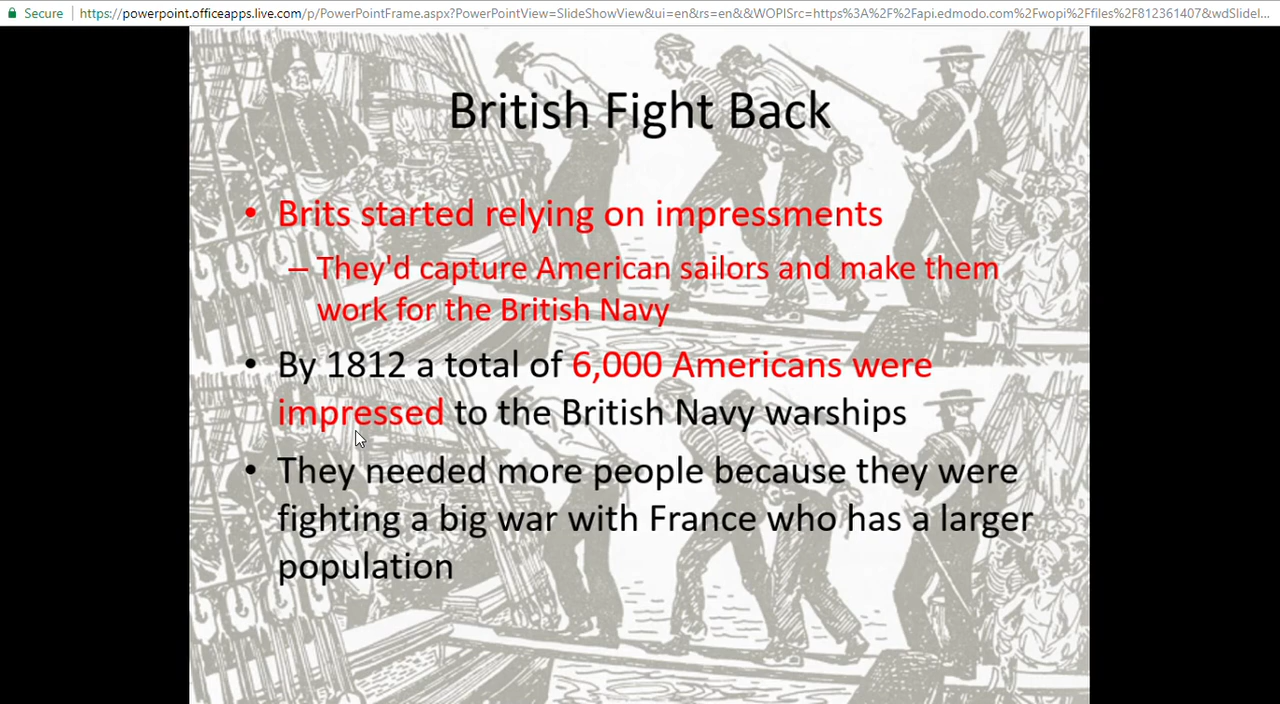 Secure
https://powerpoint.officeapps.live.com/p/PowerPointFrame.aspx?PowerPointView=SlideShowView&ui=en&rs=en&&WOPISrc=https%3A%2F%2Fapi.edmodo.com%2Fwopi%2Ffiles%2F812361407&wdSlideI...
British Fight Back
• Brits started relying on impressments
– They'd capture American sailors and make them
work for the British Navy
• By 1812 a total of 6,000 Americans were
impressed to the British Navy warships
• They needed more people because they were
fighting a big war with France who has a larger
population